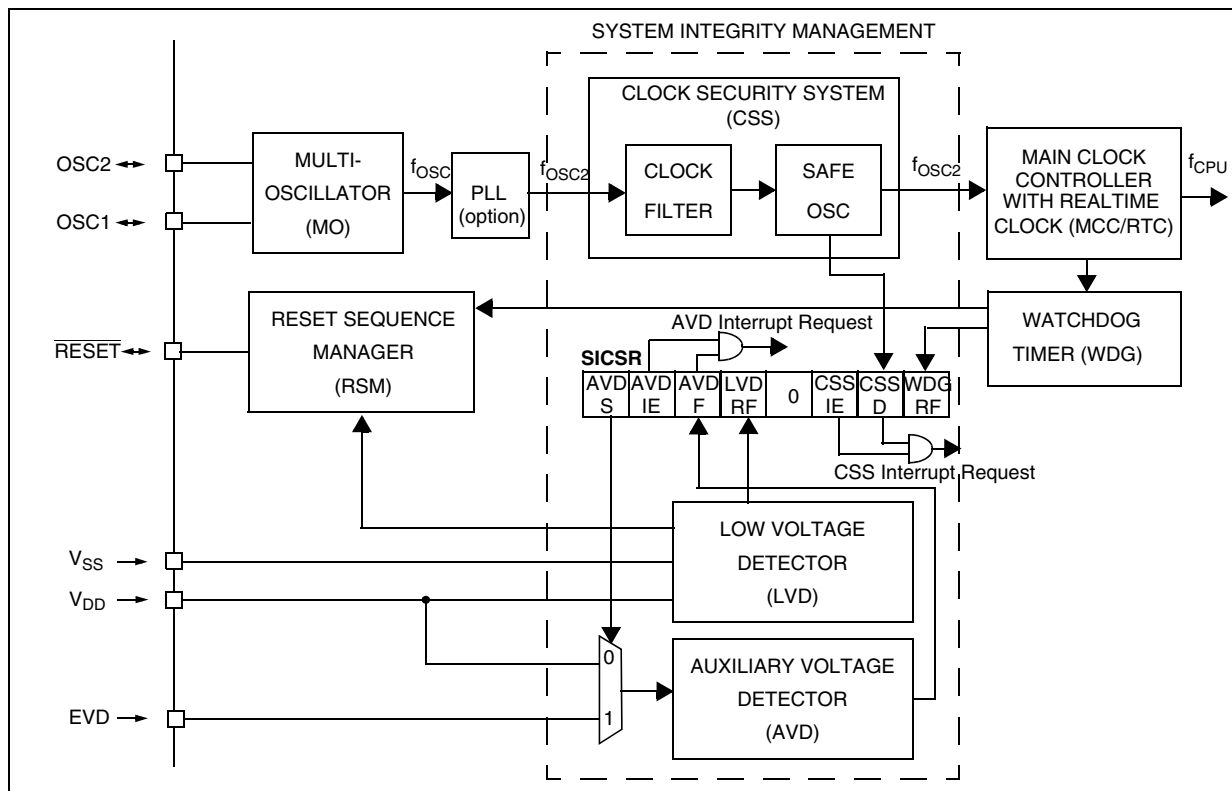 SYSTEM INTEGRITY MANAGEMENT
CLOCK SECURITY SYSTEM
(CSS)
OSC2
OSC1
MULTI-
OSCILLATOR
(MO)
fOSC
PLL
(option)
fOSC2
CLOCK
FILTER
SAFE
OSC
fOSC2
MAIN CLOCK
CONTROLLER
WITH REALTIME
CLOCK (MCC/RTC)
fCPU
RESET
RESET SEQUENCE
MANAGER
(RSM)
AVD Interrupt Request
WATCHDOG
TIMER (WDG)
SICSR
AVD AVD AVD LVD 0 CSS CSS WDG
S IE F RF IE D RF
CSS Interrupt Request
VSS
VDD
LOW VOLTAGE
DETECTOR
(LVD)
0
1
EVD
AUXILIARY VOLTAGE
DETECTOR
(AVD)